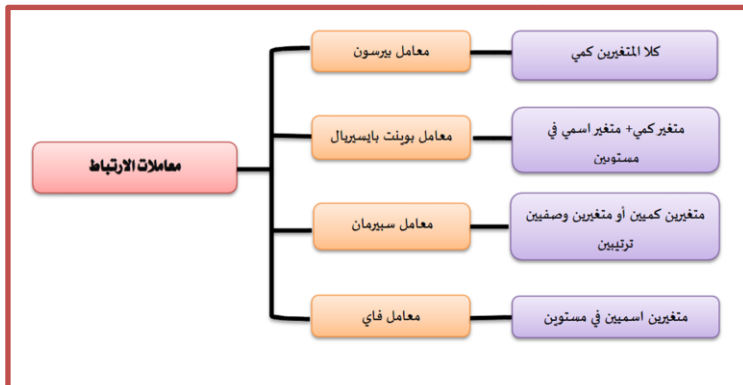 معاملات الارتباط
معامل بيرسون
كلا المتغيرين كمي
معامل بوينت بايسيريال
متغير كمي+ متغير اسمي في
مستويين
معامل سبيرمان
متغيرين كميين أو متغيرين وصفيين
ترتيبين
معامل فاي
متغيرين اسميين في مستوين